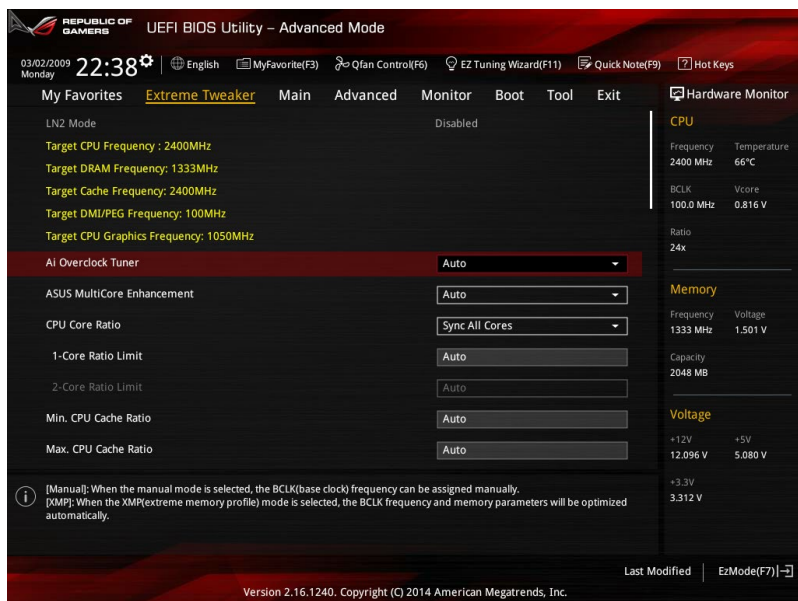 REPUBLIC OF GAMERS
UEFI BIOS Utility – Advanced Mode
03/02/2009 Monday 22:38
English MyFavorite(F3) Qfan Control(F6) EZ Tuning Wizard(F11) Quick Note(F9) ? Hot Keys
My Favorites Extreme Tweaker Main Advanced Monitor Boot Tool Exit
LN2 Mode Disabled
Target CPU Frequency : 2400MHz
Target DRAM Frequency: 1333MHz
Target Cache Frequency: 2400MHz
Target DMI/PEG Frequency: 100MHz
Target CPU Graphics Frequency: 1050MHz
Ai Overclock Tuner Auto
ASUS MultiCore Enhancement Auto
CPU Core Ratio Sync All Cores
1-Core Ratio Limit Auto
2-Core Ratio Limit Auto
Min. CPU Cache Ratio Auto
Max. CPU Cache Ratio Auto
[Manual]: When the manual mode is selected, the BCLK(base clock) frequency can be assigned manually.
[XMP]: When the XMP(extreme memory profile) mode is selected, the BCLK frequency and memory parameters will be optimized
automatically.
Hardware Monitor
CPU
Frequency Temperature
2400 MHz 66°C
BCLK Vcore
100.0 MHz 0.816 V
Ratio
24x
Memory
Frequency Voltage
1333 MHz 1.501 V
Capacity
2048 MB
Voltage
+12V +5V
12.096 V 5.080 V
+3.3V
3.312 V
Last Modified EzMode(F7)
Version 2.16.1240. Copyright (C) 2014 American Megatrends, Inc.